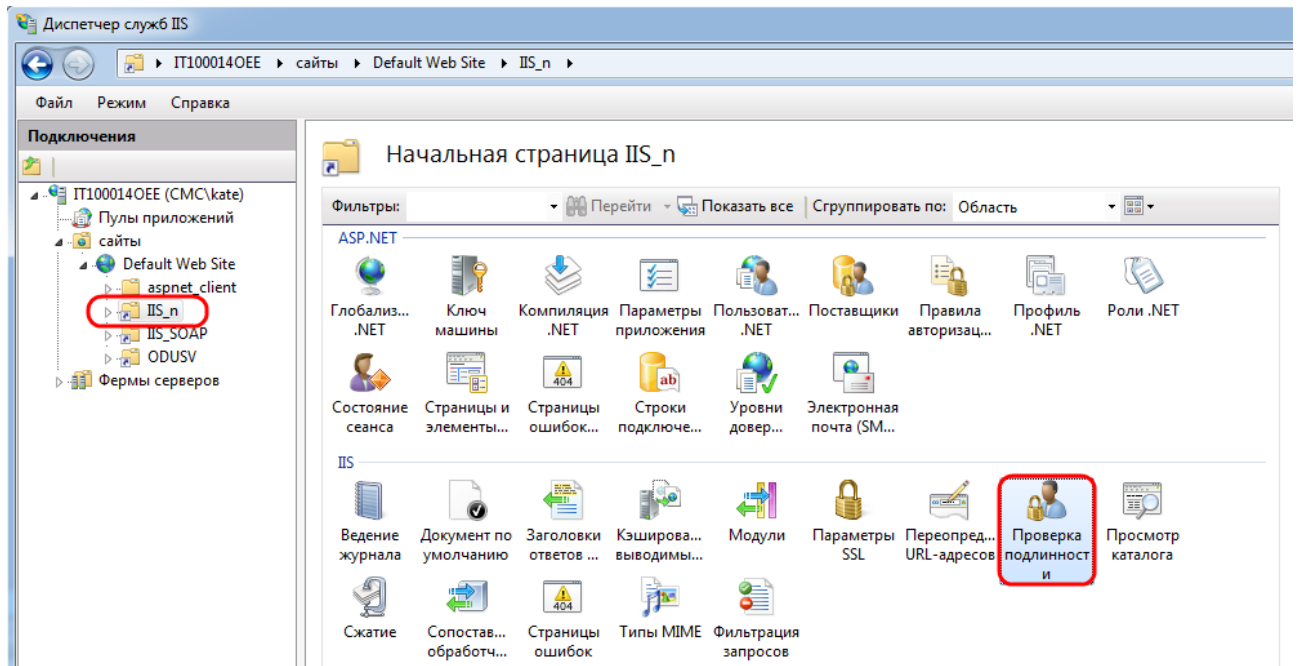 Диспетчер служб IIS
IT100014OEE сайты Default Web Site IIS_n
Файл Режим Справка
Подключения
IT100014OEE (CMC\kate)
Пулы приложений
сайты
Default Web Site
aspnet_client
IIS_n
IIS_SOAP
ODUSV
Фермы серверов
Начальная страница IIS_n
Фильтры: Перейти Показать все Сгруппировать по: Область
ASP.NET
Глобализ... Ключ Компиляция Параметры Пользоват... Поставщики Правила Профиль Роли .NET
.NET машины .NET приложения .NET авторизац... .NET
404 ab
Состояние Страницы и Страницы Строки Уровни Электронная
сеанса элементы... ошибок... подключе... довер... почта (SM...
IIS
Ведение Документ по Заголовки Кэширова... Модули Параметры Переопред... Проверка Просмотр
журнала умолчанию ответов ... выводимы... SSL URL-адресов подлинност каталога
и
404
Сжатие Сопостав... Страницы Типы MIME Фильтрация
обработч... ошибок запросов